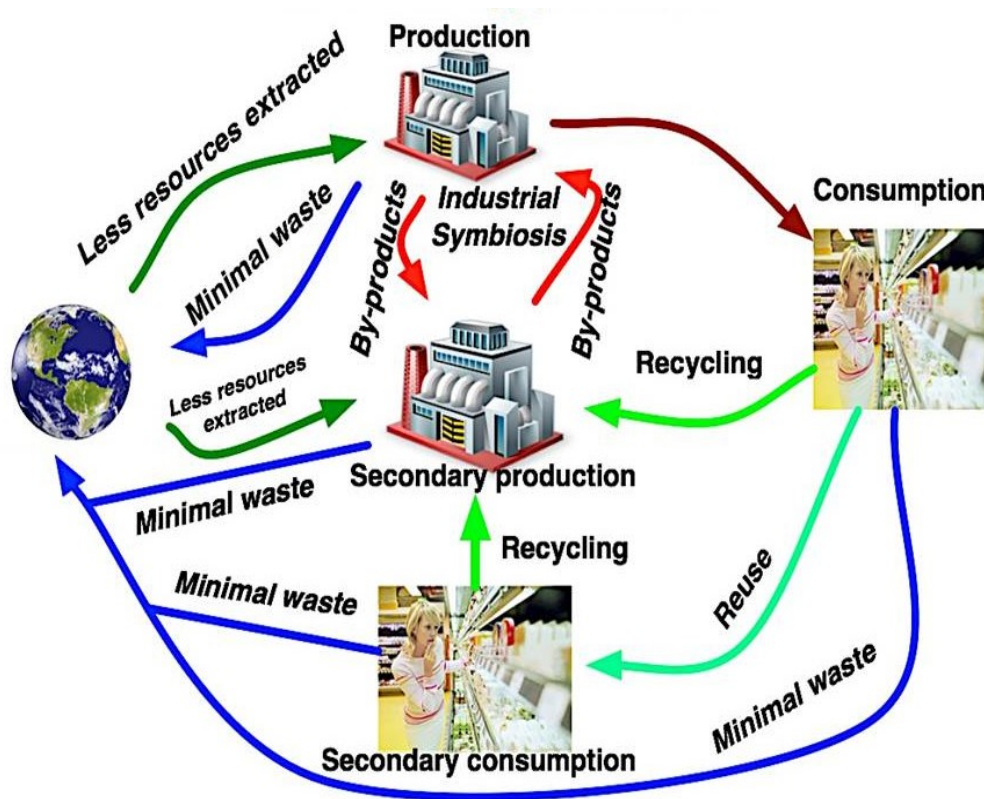 Production
Less resources extracted
Minimal waste
By-products
Industrial
Symbiosis
By-products
Consumption
Less resources
extracted
Recycling
Secondary production
Minimal waste
Recycling
Minimal waste
Reuse
Minimal waste
Secondary consumption